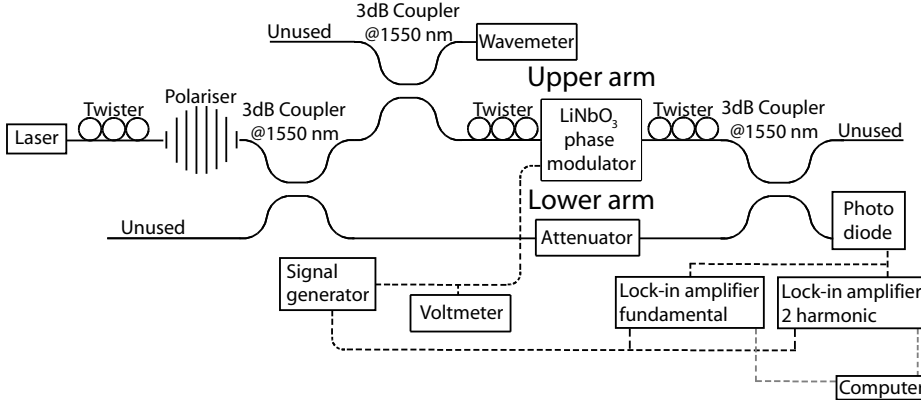 3dB Coupler
@1550 nm
Unused
Wavemeter
Upper arm
Twister
Polariser
3dB Coupler
@1550 nm
Twister
LiNbO3
phase
modulator
Twister
3dB Coupler
@1550 nm
Laser
Unused
Lower arm
Unused
Attenuator
Photo
diode
Signal
generator
Voltmeter
Lock-in amplifier
fundamental
Lock-in amplifier
2 harmonic
Computer